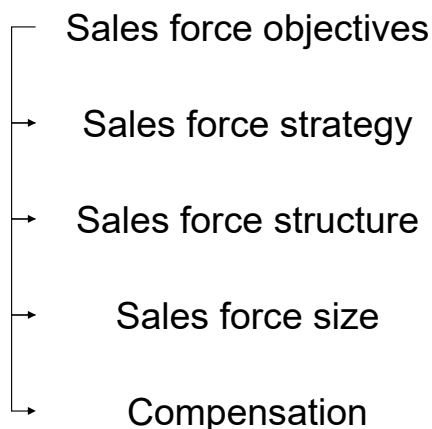 Sales force objectives
Sales force strategy
Sales force structure
Sales force size
Compensation